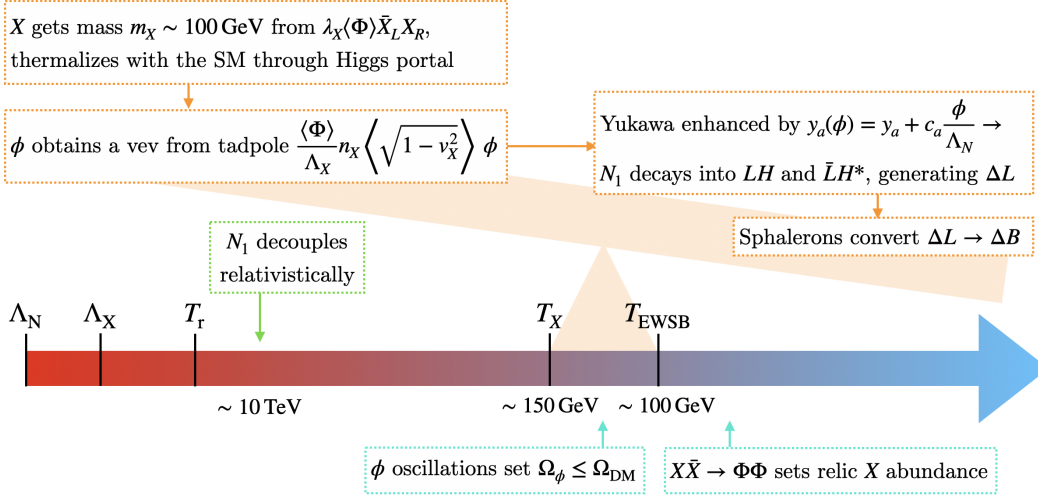 X gets mass m_X ∼ 100 GeV from λ_X⟨Φ⟩X̄_L X_R,
thermalizes with the SM through Higgs portal
ϕ obtains a vev from tadpole ⟨Φ⟩/Λ_X n_X ⟨√(1 − v_X^2)⟩ ϕ
Yukawa enhanced by y_a(ϕ) = y_a + c_a ϕ/Λ_N →
N_1 decays into LH and L̄H*, generating ΔL
Sphalerons convert ΔL → ΔB
N_1 decouples
relativistically
Λ_N Λ_X T_r T_X T_EWSB
∼ 10 TeV ∼ 150 GeV ∼ 100 GeV
ϕ oscillations set Ω_ϕ ≤ Ω_DM
XX̄ → ΦΦ sets relic X abundance